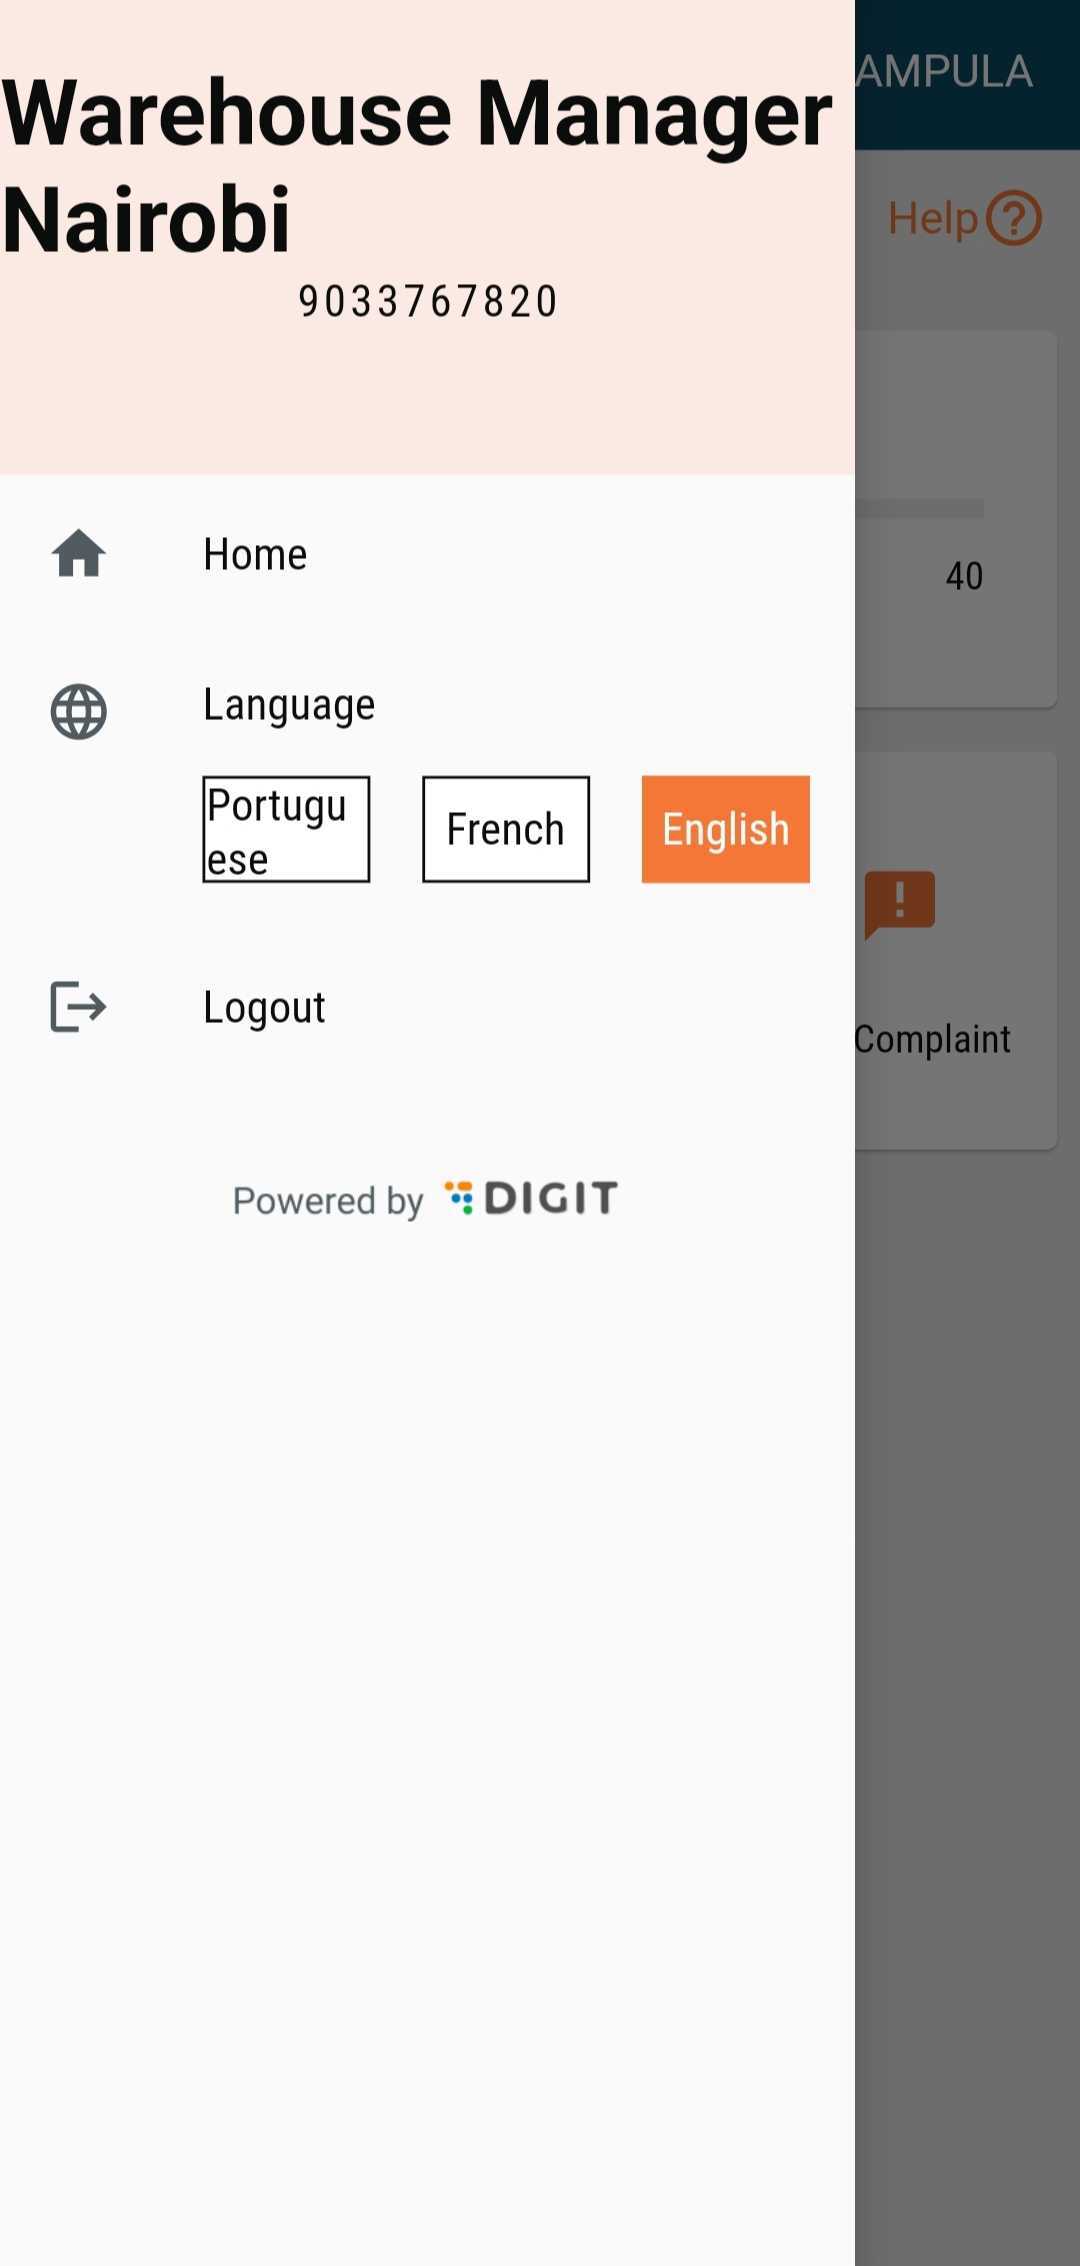 Warehouse Manager
Nairobi
9033767820
AMPULA
Help
Home
40
Language
Portugu
ese
French
English
Logout
Complaint
Powered by DIGIT